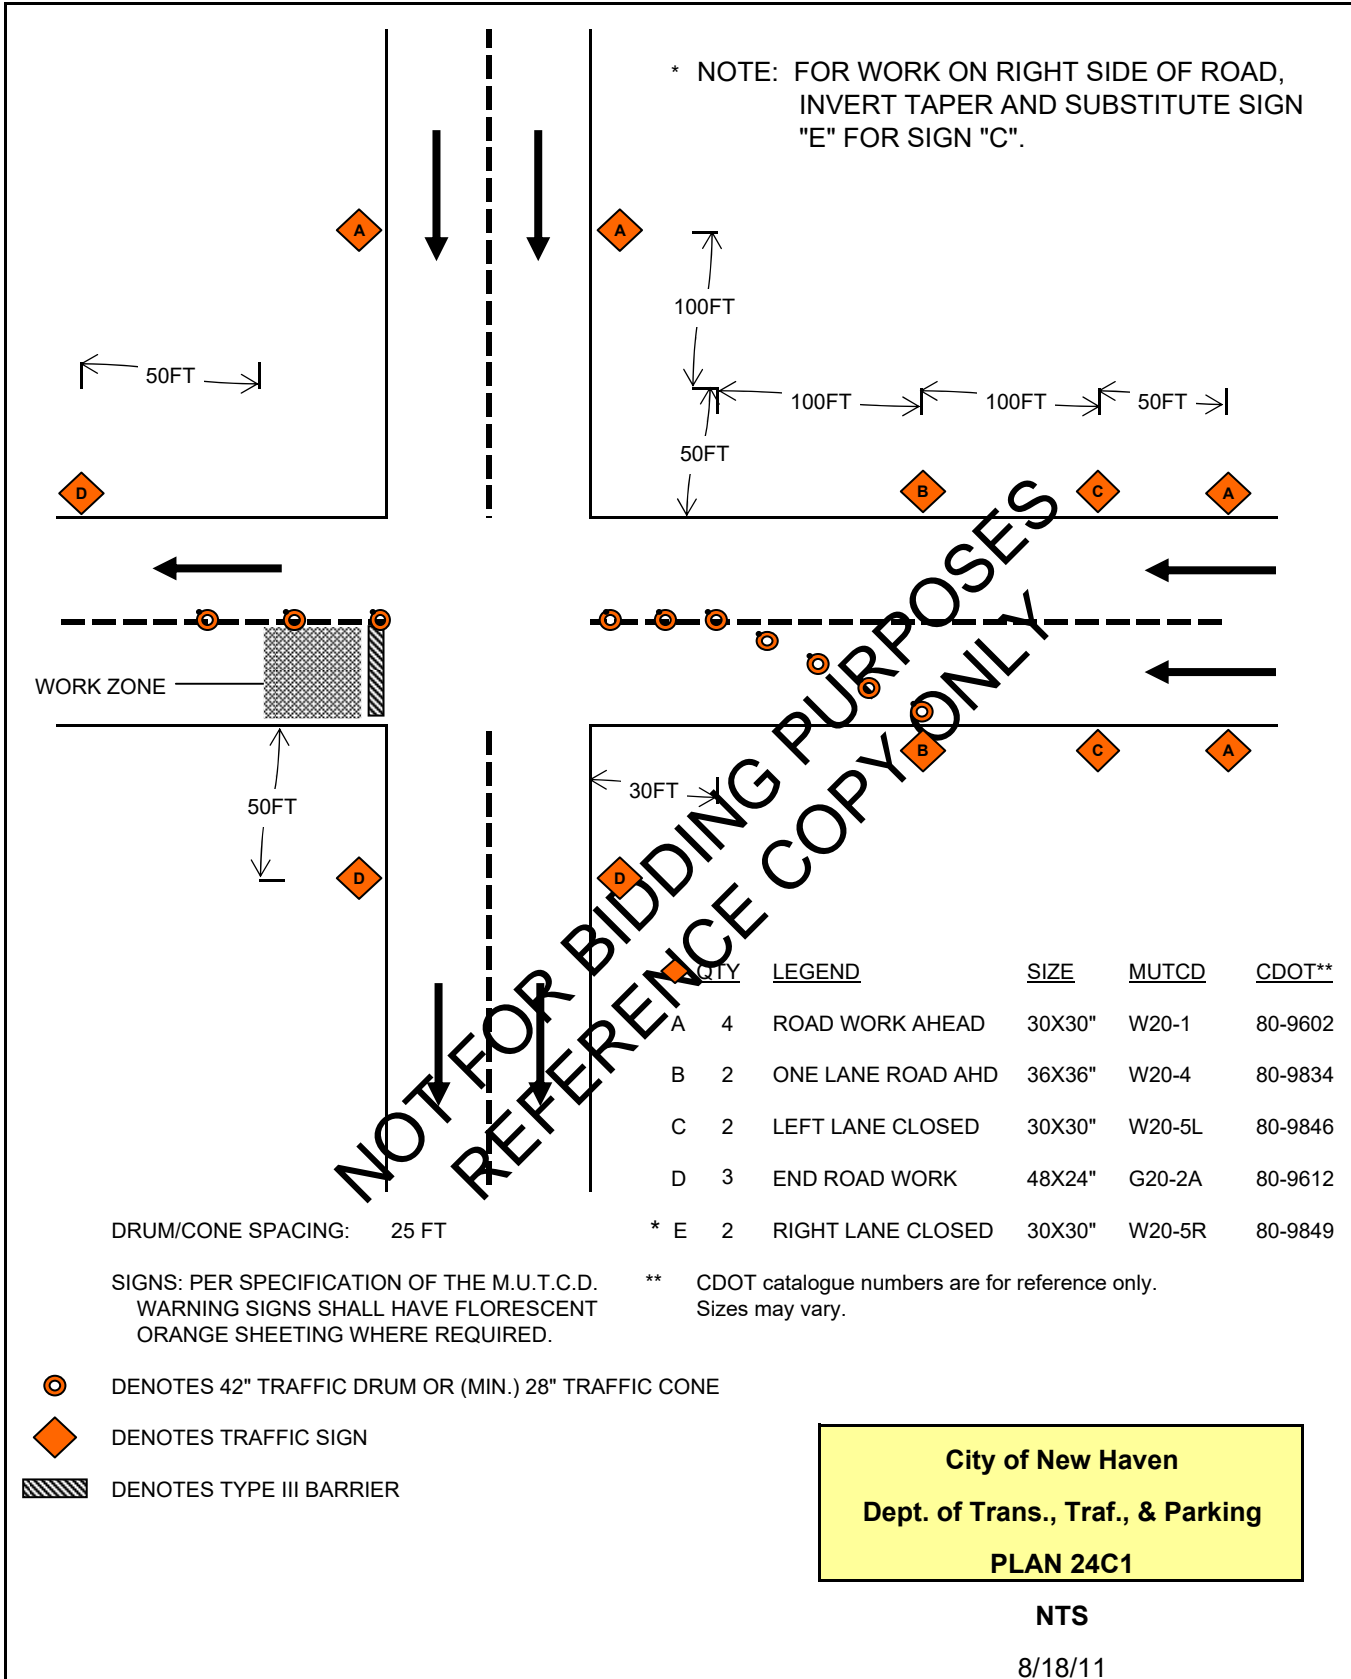 * NOTE: FOR WORK ON RIGHT SIDE OF ROAD,
INVERT TAPER AND SUBSTITUTE SIGN
"E" FOR SIGN "C".
A
A
100FT
50FT
100FT
100FT
50FT
50FT
D
B
C
A
WORK ZONE
B
C
A
50FT
30FT
D
D
NOT FOR BIDDING PURPOSES
REFERENCE COPY ONLY
QTY LEGEND SIZE MUTCD CDOT**
A 4 ROAD WORK AHEAD 30X30" W20-1 80-9602
B 2 ONE LANE ROAD AHD 36X36" W20-4 80-9834
C 2 LEFT LANE CLOSED 30X30" W20-5L 80-9846
D 3 END ROAD WORK 48X24" G20-2A 80-9612
* E 2 RIGHT LANE CLOSED 30X30" W20-5R 80-9849
DRUM/CONE SPACING: 25 FT
SIGNS: PER SPECIFICATION OF THE M.U.T.C.D.
WARNING SIGNS SHALL HAVE FLORESCENT
ORANGE SHEETING WHERE REQUIRED.
** CDOT catalogue numbers are for reference only.
Sizes may vary.
DENOTES 42" TRAFFIC DRUM OR (MIN.) 28" TRAFFIC CONE
DENOTES TRAFFIC SIGN
DENOTES TYPE III BARRIER
City of New Haven
Dept. of Trans., Traf., & Parking
PLAN 24C1
NTS
8/18/11